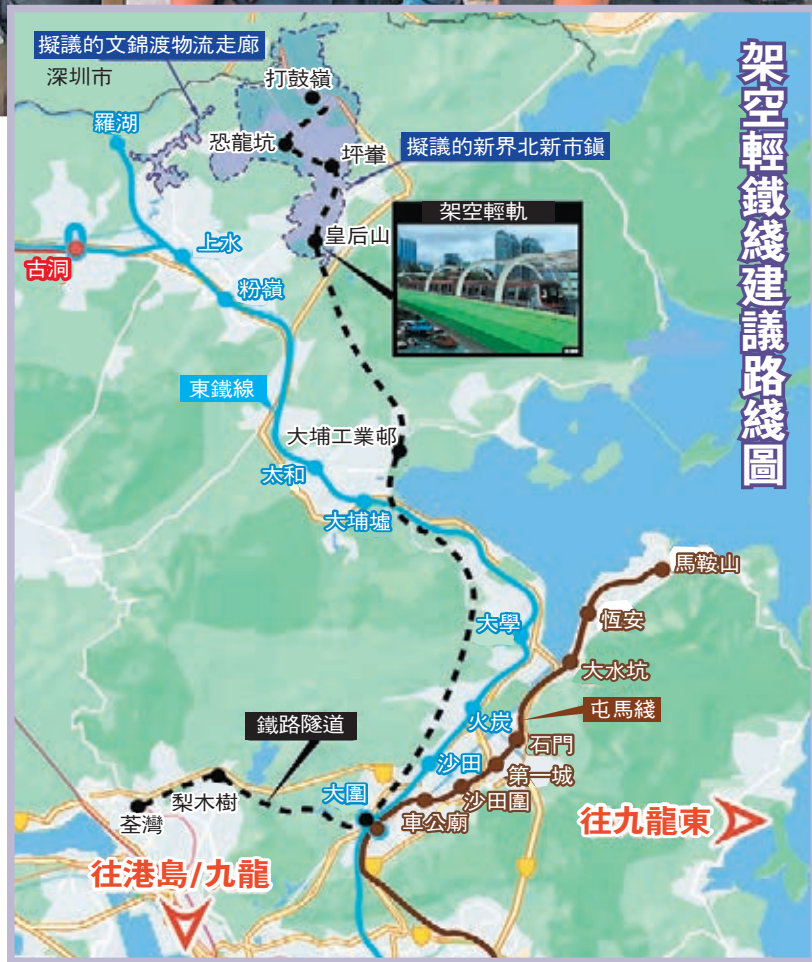 架空輕鐵綫建議路綫圖
擬議的文錦渡物流走廊
深圳市
打鼓嶺
羅湖
恐龍坑
坪輋
擬議的新界北新市鎮
架空輕軌
皇后山
上水
古洞
粉嶺
東鐵線
大埔工業邨
太和
大埔墟
馬鞍山
大學
恆安
大水坑
屯馬綫
火炭
石門
鐵路隧道
沙田
第一城
大圍
沙田圍
梨木樹
車公廟
荃灣
往九龍東
往港島/九龍